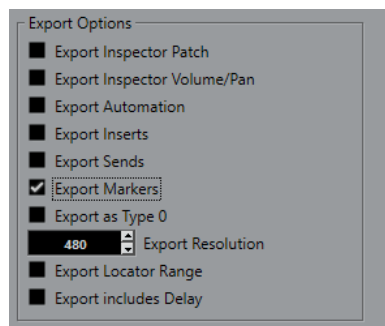 Export Options
Export Inspector Patch
Export Inspector Volume/Pan
Export Automation
Export Inserts
Export Sends
Export Markers
Export as Type 0
480 Export Resolution
Export Locator Range
Export includes Delay